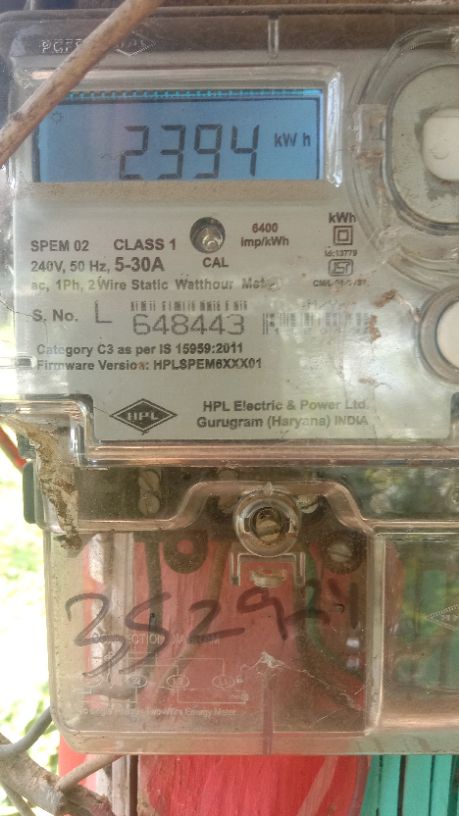 2394 kW h
6400
imp/kWh
kWh
SPEM 02 CLASS 1
240V, 50 Hz, 5-30A
CAL
ac, 1Ph, 2 Wire Static Watthour Meter
S. No. L 648443
Category C3 as per IS 15959:2011
Firmware Version: HPLSPEM6XXX01
HPL
HPL Electric & Power Ltd.
Gurugram (Haryana) INDIA